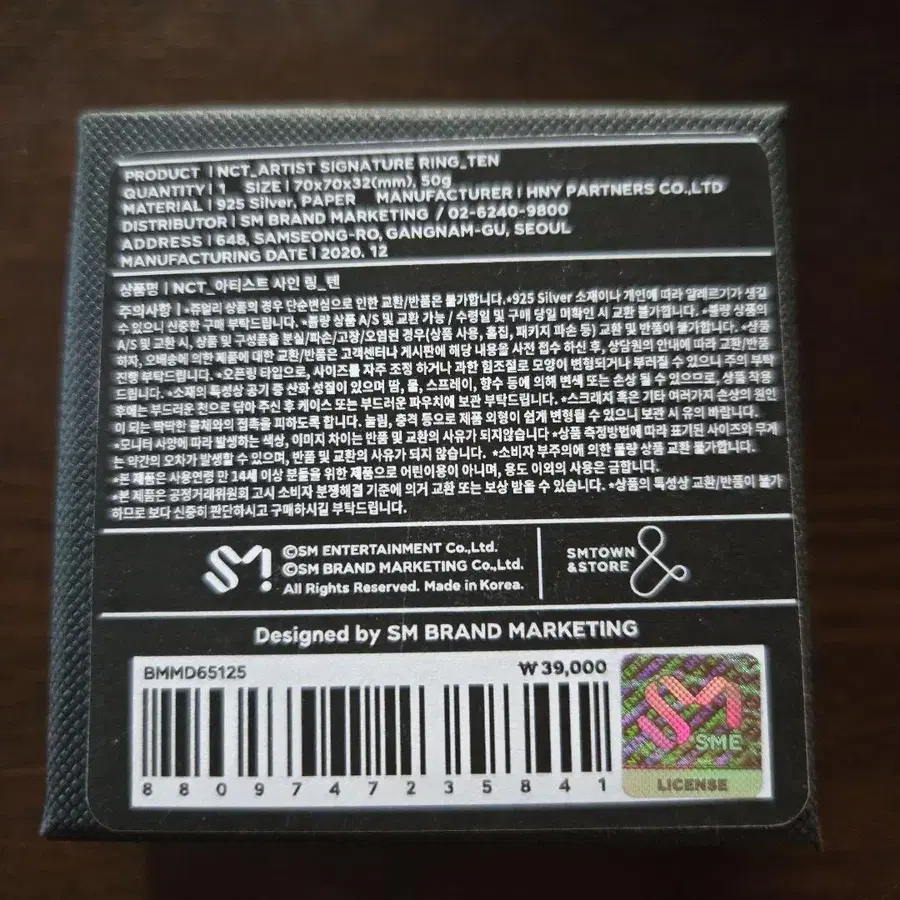 PRODUCT | NCT_ARTIST SIGNATURE RING_TEN
QUANTITY | 1 SIZE | 70x70x32(mm), 50g
MATERIAL | 925 Silver, PAPER MANUFACTURER | HNY PARTNERS CO.,LTD
DISTRIBUTOR | SM BRAND MARKETING / 02-6240-9800
ADDRESS | 648, SAMSEONG-RO, GANGNAM-GU, SEOUL
MANUFACTURING DATE | 2020. 12
상품명 | NCT_아티스트 사인 링_텐
주의사항 | *쥬얼리 상품의 경우 단순변심으로 인한 교환/반품은 불가합니다. *925 Silver 소재이나 개인에 따라 알레르기가 생길
수 있으니 신중한 구매 부탁드립니다. *불량 상품 A/S 및 교환 가능 / 수령일 및 구매 당일 미착인 시 교환 불가합니다. *불량 상품의
A/S 및 교환 시, 상품 및 구성품을 분실/파손/고장/오염된 경우(상품 사용, 흠집, 패키지 파손 등) 교환 및 반품이 불가합니다. *상품
하자, 오배송에 의한 제품에 대한 교환/반품은 고객센터나 게시판에 해당 내용을 사전 접수 하신 후, 상담원의 안내에 따라 교환/반품
진행 부탁드립니다. *오픈링 타입으로, 사이즈를 자주 조정 하거나 과한 힘조절로 모양이 변형되거나 부러질 수 있으니 주의 부탁
드립니다. *소재의 특성상 공기 중 산화 성질이 있으며 땀, 물, 스프레이, 향수 등에 의해 변색 또는 손상 될 수 있으므로, 상품 착용
후에는 부드러운 천으로 닦아 주신 후 케이스 또는 부드러운 파우치에 보관 부탁드립니다. *스크래치 혹은 기타 여러가지 손상의 원인
이 되는 딱딱한 물체와의 접촉을 피하도록 합니다. 눌림, 충격 등으로 제품 외형이 쉽게 변형될 수 있으니 보관 시 유의 바랍니다.
*모니터 사양에 따라 발생하는 색상, 이미지 차이는 반품 및 교환의 사유가 되지않습니다 *상품 측정방법에 따라 표기된 사이즈와 무게
는 약간의 오차가 발생할 수 있으며, 반품 및 교환의 사유가 되지 않습니다. *소비자 부주의에 의한 불량 상품 교환 불가합니다.
*본 제품은 사용연령 만 14세 이상 분들을 위한 제품으로 어린이용이 아니며, 용도 이외의 사용은 금합니다.
*본 제품은 공정거래위원회 고시 소비자 분쟁해결 기준에 의거 교환 또는 보상 받을 수 있습니다. *상품의 특성상 교환/반품이 불가
하므로 보다 신중히 판단하시고 구매하시길 부탁드립니다.
SM!
©SM ENTERTAINMENT Co.,Ltd.
©SM BRAND MARKETING Co.,Ltd.
All Rights Reserved. Made in Korea.
SMTOWN
&STORE
Designed by SM BRAND MARKETING
BMMD65125 ₩39,000
8809747235841
SM
SME
LICENSE